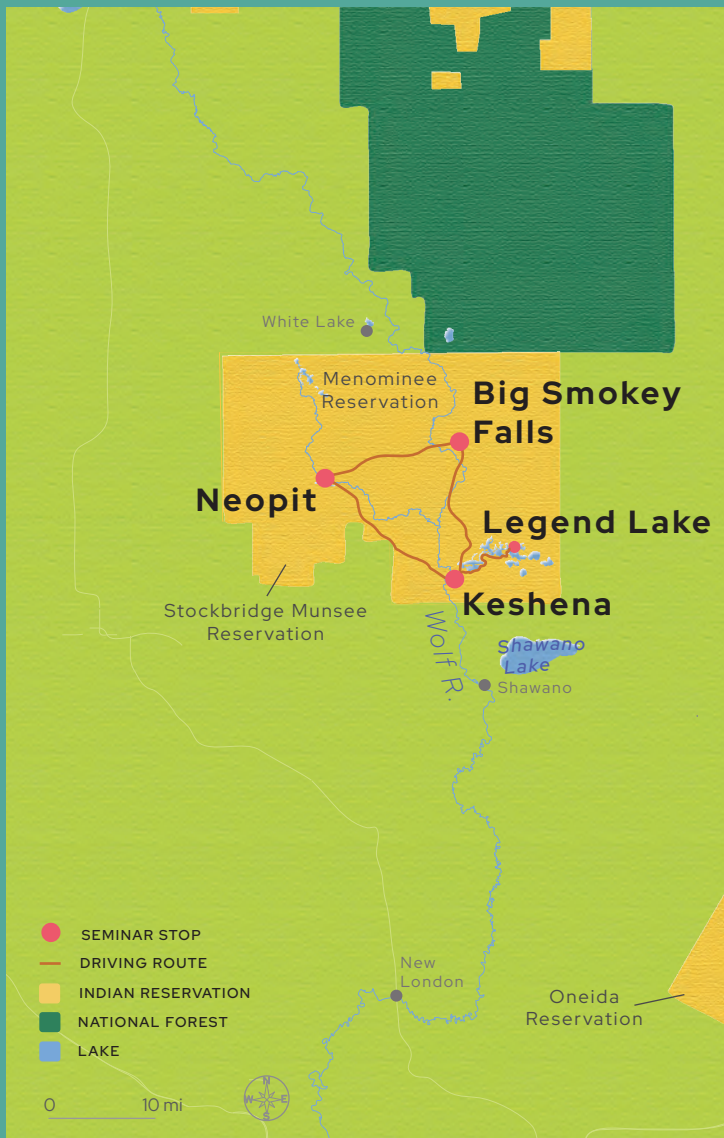 White Lake
Menominee
Reservation
Big Smokey
Falls
Neopit
Legend Lake
Stockbridge Munsee
Reservation
Keshena
Wolf R.
Shawano
Lake
Shawano
SEMINAR STOP
DRIVING ROUTE
INDIAN RESERVATION
NATIONAL FOREST
LAKE
New
London
Oneida
Reservation
0 10 mi
N
W E
S